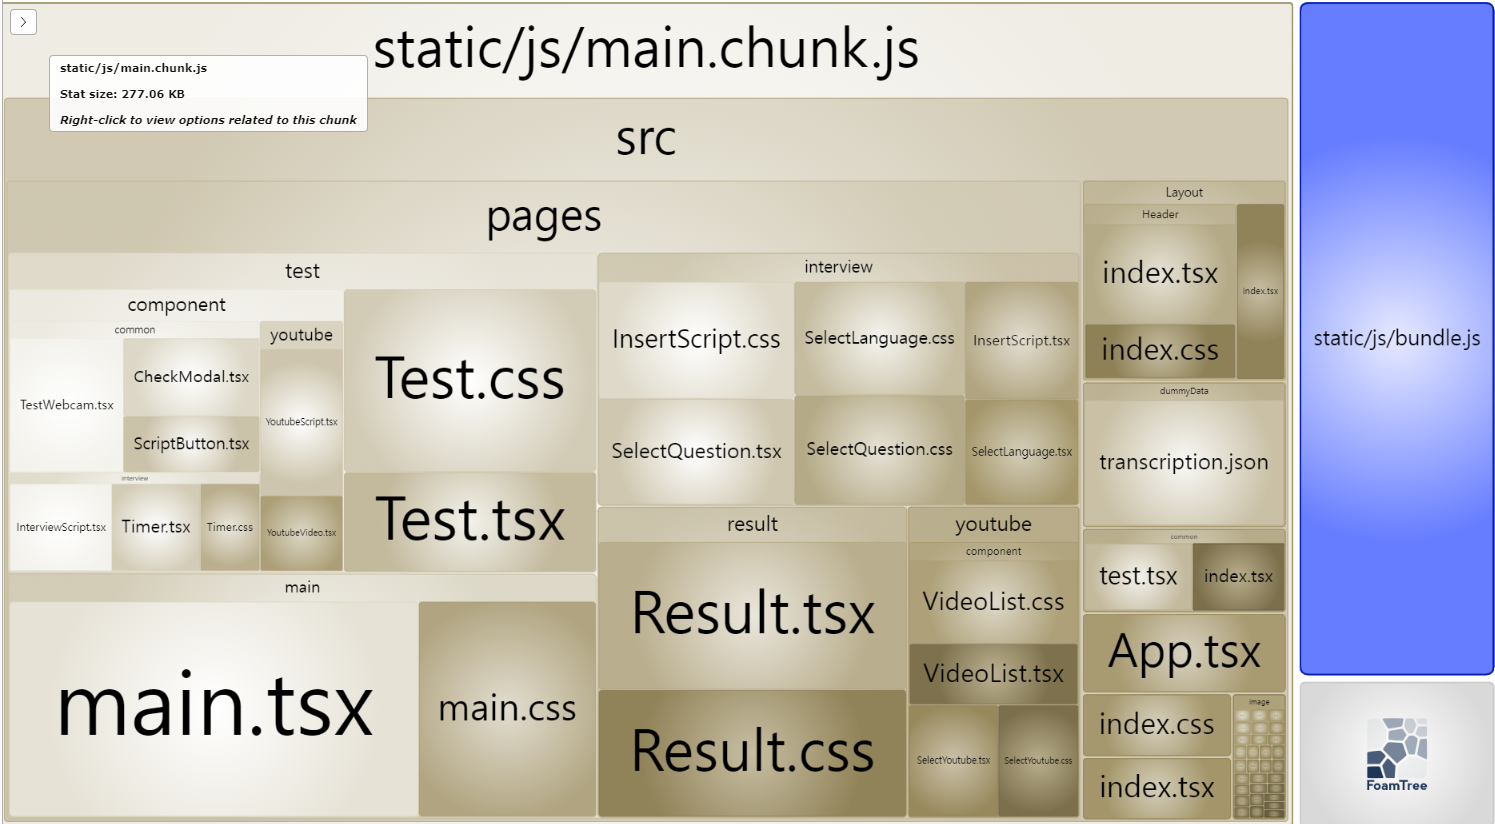 static/js/main.chunk.js
static/js/main.chunk.js
Stat size: 277.06 KB
Right-click to view options related to this chunk
src
pages
test
component
common
TestWebcam.tsx
CheckModal.tsx
ScriptButton.tsx
youtube
YoutubeScript.tsx
YoutubeVideo.tsx
interview
InterviewScript.tsx
Timer.tsx
Timer.css
Test.css
Test.tsx
main
main.tsx
main.css
interview
InsertScript.css
SelectLanguage.css
InsertScript.tsx
SelectQuestion.tsx
SelectQuestion.css
SelectLanguage.tsx
result
Result.tsx
Result.css
youtube
component
VideoList.css
VideoList.tsx
SelectYoutube.tsx
SelectYoutube.css
Layout
Header
index.tsx
index.css
index.tsx
dummyData
transcription.json
common
test.tsx
index.tsx
App.tsx
index.css
index.tsx
image
static/js/bundle.js
FoamTree